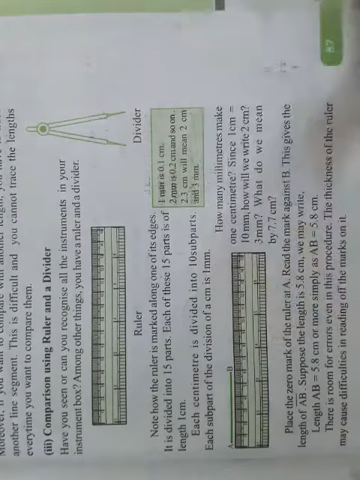 Moreover, if you want to compare with another length, you have to
another line segment. This is difficult and you cannot trace the lengths
everytime you want to compare them.
(iii) Comparison using Ruler and a Divider
Have you seen or can you recognise all the instruments in your
instrument box? Among other things, you have a ruler and a divider.
Ruler
Divider
Note how the ruler is marked along one of its edges.
It is divided into 15 parts. Each of these 15 parts is of
length 1cm.
Each centimetre is divided into 10subparts.
Each subpart of the division of a cm is 1mm.
1 mm is 0.1 cm.
2 mm is 0.2 cm and so on.
2.3 cm will mean 2 cm
and 3 mm.
How many millimetres make
one centimetre? Since 1cm =
10 mm, how will we write 2 cm?
3mm? What do we mean
by 7.7 cm?
A
B
Place the zero mark of the ruler at A. Read the mark against B. This gives the
length of AB. Suppose the length is 5.8 cm, we may write,
Length AB = 5.8 cm or more simply as AB = 5.8 cm.
There is room for errors even in this procedure. The thickness of the ruler
may cause difficulties in reading off the marks on it.
87